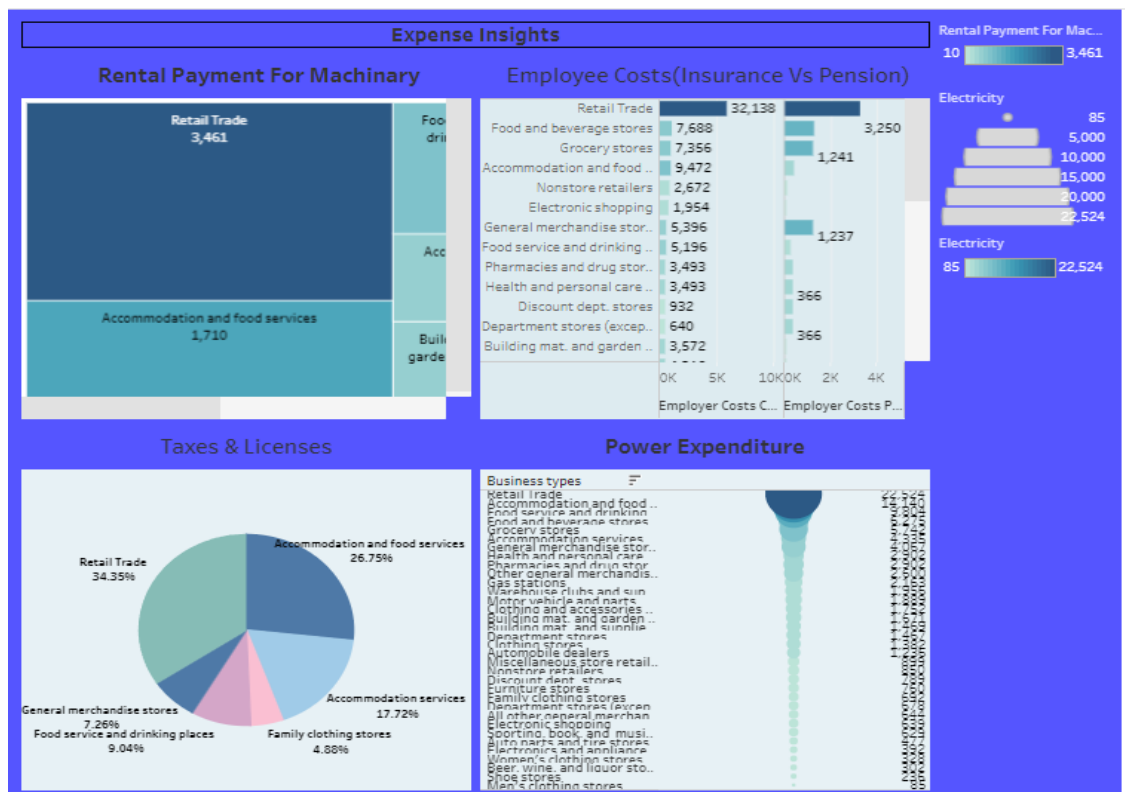 Expense Insights
Rental Payment For Machinary
Retail Trade
3,461
Accommodation and food services
1,710
Foo
dri
Acc
Buil
garde
Employee Costs(Insurance Vs Pension)
Retail Trade 32,138
Food and beverage stores 7,688 3,250
Grocery stores 7,356
1,241
Accommodation and food .. 9,472
Nonstore retailers 2,672
Electronic shopping 1,954
General merchandise stor.. 5,396
1,237
Food service and drinking .. 5,196
Pharmacies and drug stor.. 3,493
Health and personal care .. 3,493
366
Discount dept. stores 932
Department stores (excep.. 640
366
Building mat. and garden .. 3,572
0K 5K 10K 0K 2K 4K
Employer Costs C... Employer Costs P...
Rental Payment For Mac...
10 3,461
Electricity
85
5,000
10,000
15,000
20,000
22,524
Electricity
85 22,524
Taxes & Licenses
Accommodation and food services
26.75%
Retail Trade
34.35%
Accommodation services
17.72%
General merchandise stores
7.26%
Food service and drinking places
9.04%
Family clothing stores
4.88%
Power Expenditure
Business types
Retail Trade 22,524
Accommodation and food .. 14,140
Food service and drinking
Food and beverage stores
Grocery stores
Accommodation services
General merchandise stor..
Health and personal care
Pharmacies and drug stor
Other general merchandis..
Gas stations
Warehouse clubs and sup
Motor vehicle and parts
Clothing and accessories ..
Building mat. and garden ..
Building mat. and supplie
Department stores
Clothing stores
Automobile dealers
Miscellaneous store retail..
Nonstore retailers
Discount dept. stores
Furniture stores
Family clothing stores
Department stores (excep
All other general merchan
Electronic shopping
Sporting, book, and musi..
Auto parts and tire stores
Electronics and appliance
Women's clothing stores
Beer, wine, and liquor sto..
Shoe stores
Men's clothing stores 85